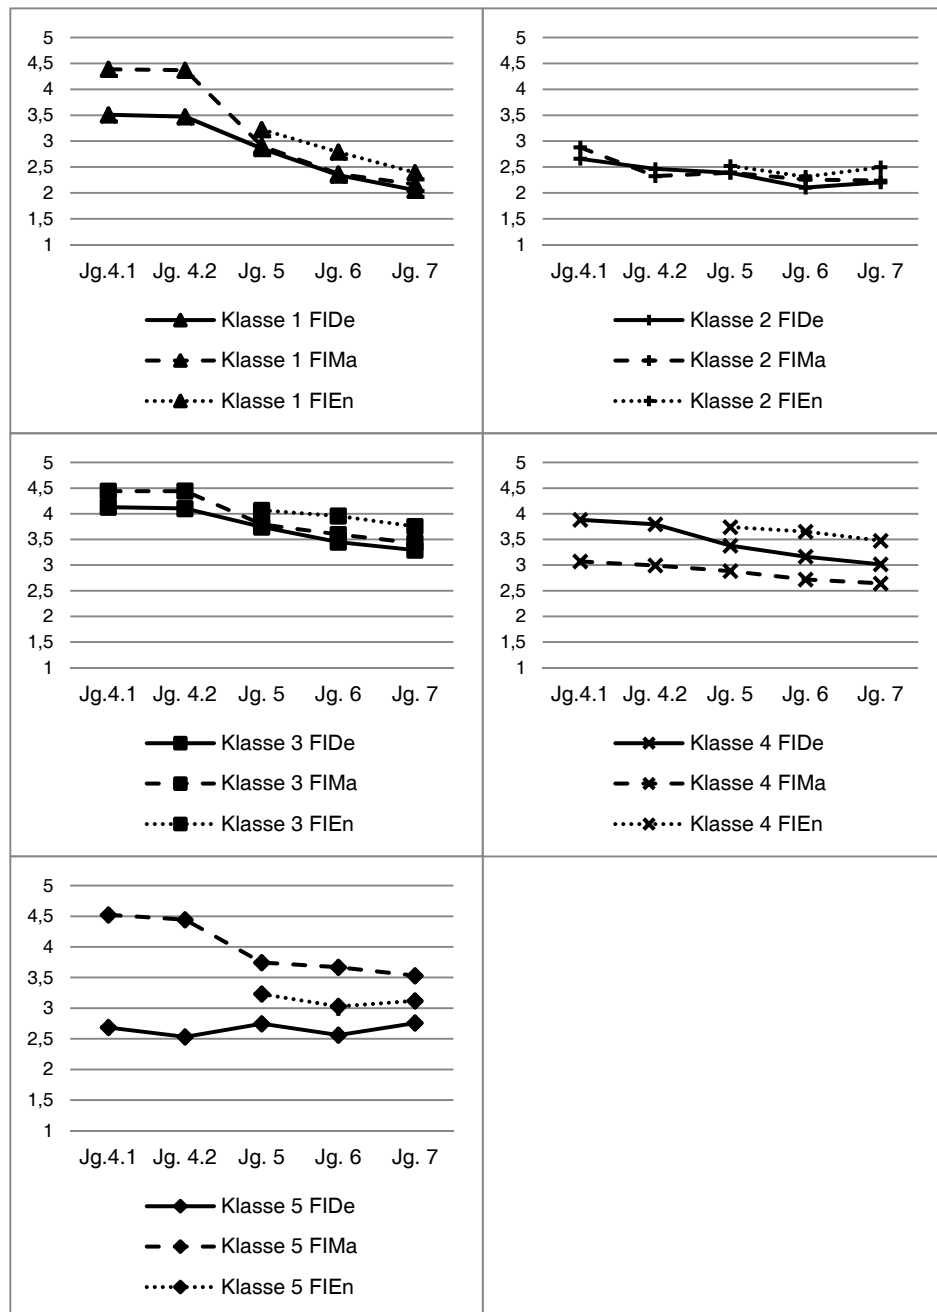 5
4,5
4
3,5
3
2,5
2
1,5
1
Jg.4.1 Jg. 4.2 Jg. 5 Jg. 6 Jg. 7
Klasse 1 FIDe
Klasse 1 FIMa
Klasse 1 FIEn
5
4,5
4
3,5
3
2,5
2
1,5
1
Jg.4.1 Jg. 4.2 Jg. 5 Jg. 6 Jg. 7
Klasse 2 FIDe
Klasse 2 FIMa
Klasse 2 FIEn
5
4,5
4
3,5
3
2,5
2
1,5
1
Jg.4.1 Jg. 4.2 Jg. 5 Jg. 6 Jg. 7
Klasse 3 FIDe
Klasse 3 FIMa
Klasse 3 FIEn
5
4,5
4
3,5
3
2,5
2
1,5
1
Jg.4.1 Jg. 4.2 Jg. 5 Jg. 6 Jg. 7
Klasse 4 FIDe
Klasse 4 FIMa
Klasse 4 FIEn
5
4,5
4
3,5
3
2,5
2
1,5
1
Jg.4.1 Jg. 4.2 Jg. 5 Jg. 6 Jg. 7
Klasse 5 FIDe
Klasse 5 FIMa
Klasse 5 FIEn